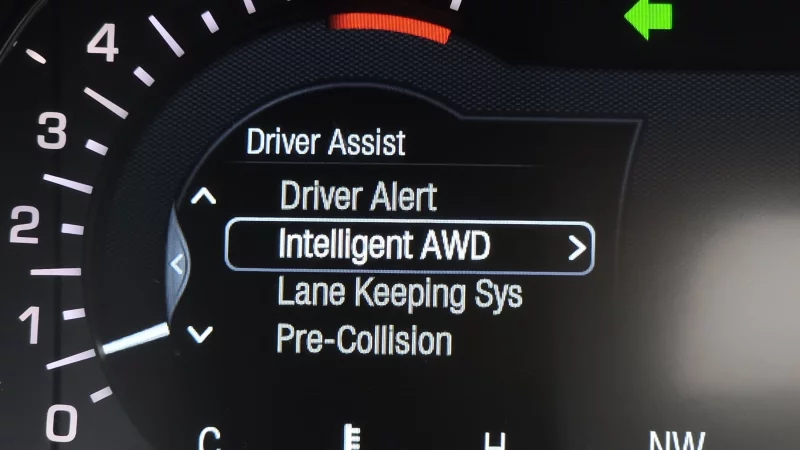 4
3
2
1
0
Driver Assist
Driver Alert
Intelligent AWD
Lane Keeping Sys
Pre-Collision
C H NW